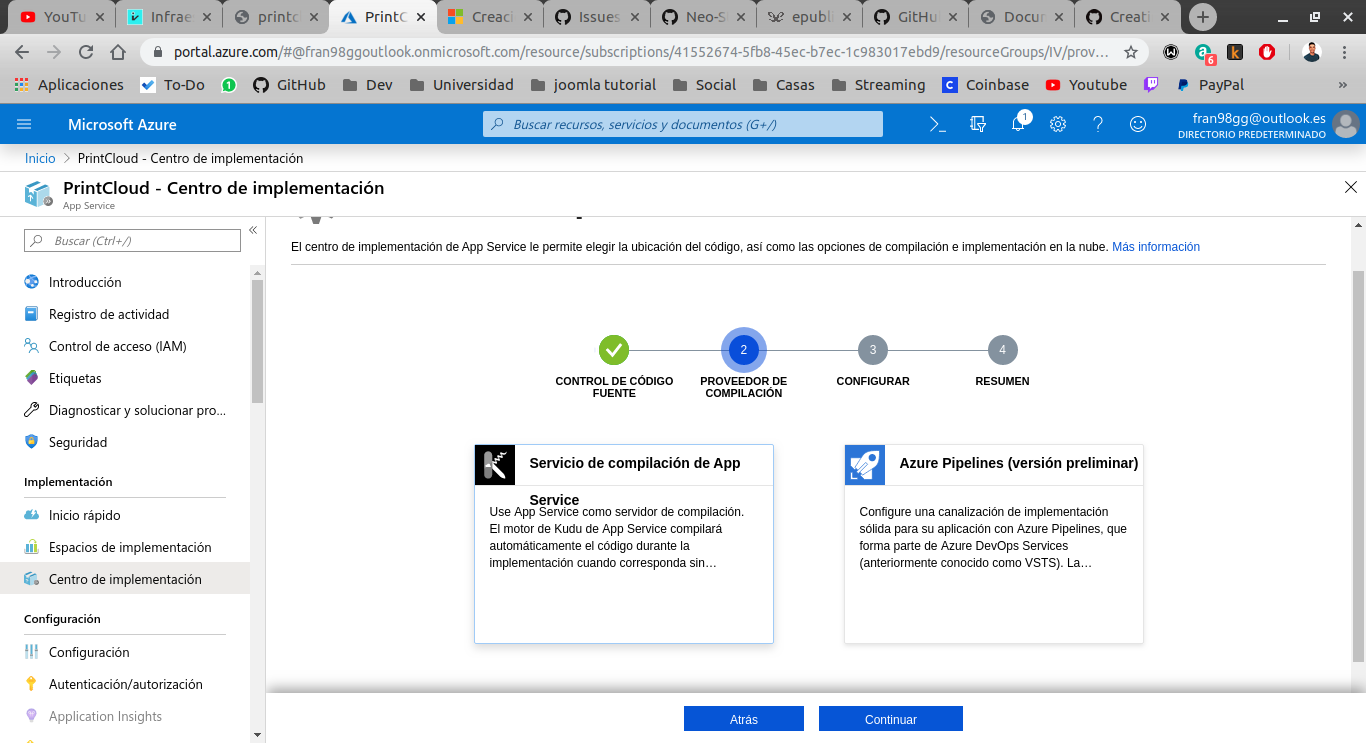 YouTu
Infrae
printcl
PrintC
Creaci
Issues
Neo-S
epubli
GitHu
Docur
Creati
portal.azure.com/#@fran98ggoutlook.onmicrosoft.com/resource/subscriptions/41552674-5fb8-45ec-b7ec-1c983017ebd9/resourceGroups/IV/prov...
6
Aplicaciones
To-Do
1
GitHub
Dev
Universidad
joomla tutorial
Social
Casas
Streaming
Coinbase
Youtube
PayPal
»
Microsoft Azure
Buscar recursos, servicios y documentos (G+/)
1
fran98gg@outlook.es
DIRECTORIO PREDETERMINADO
Inicio > PrintCloud - Centro de implementación
PrintCloud - Centro de implementación
App Service
Buscar (Ctrl+/)
«
Introducción
Registro de actividad
Control de acceso (IAM)
Etiquetas
Diagnosticar y solucionar pro...
Seguridad
Implementación
Inicio rápido
Espacios de implementación
Centro de implementación
Configuración
Configuración
Autenticación/autorización
Application Insights
El centro de implementación de App Service le permite elegir la ubicación del código, así como las opciones de compilación e implementación en la nube. Más información
2
3
4
CONTROL DE CÓDIGO
FUENTE
PROVEEDOR DE
COMPILACIÓN
CONFIGURAR
RESUMEN
Servicio de compilación de App
Service
Use App Service como servidor de compilación.
El motor de Kudu de App Service compilará
automáticamente el código durante la
implementación cuando corresponda sin…
Azure Pipelines (versión preliminar)
Configure una canalización de implementación
sólida para su aplicación con Azure Pipelines, que
forma parte de Azure DevOps Services
(anteriormente conocido como VSTS). La…
Atrás
Continuar